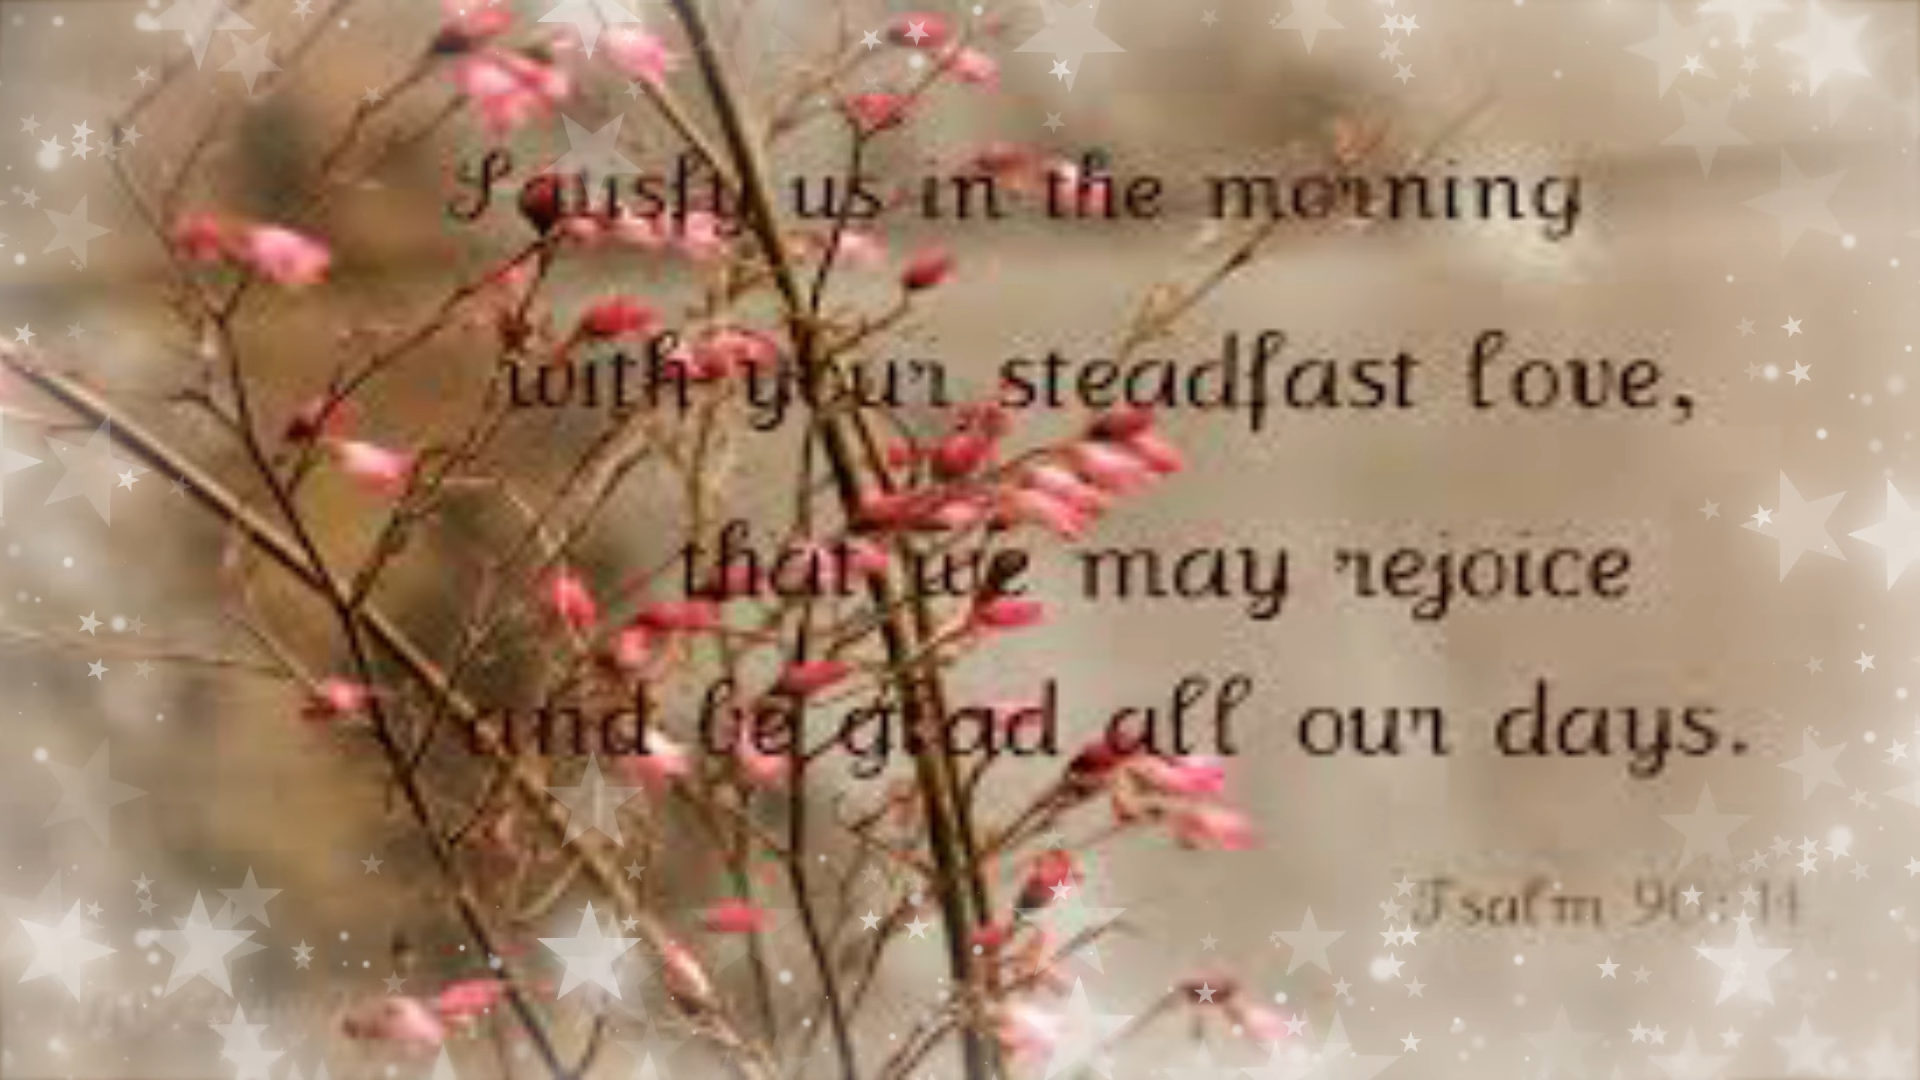 Satisfy us in the morning
with your steadfast love,
that we may rejoice
and be glad all our days.
Psalm 90:14